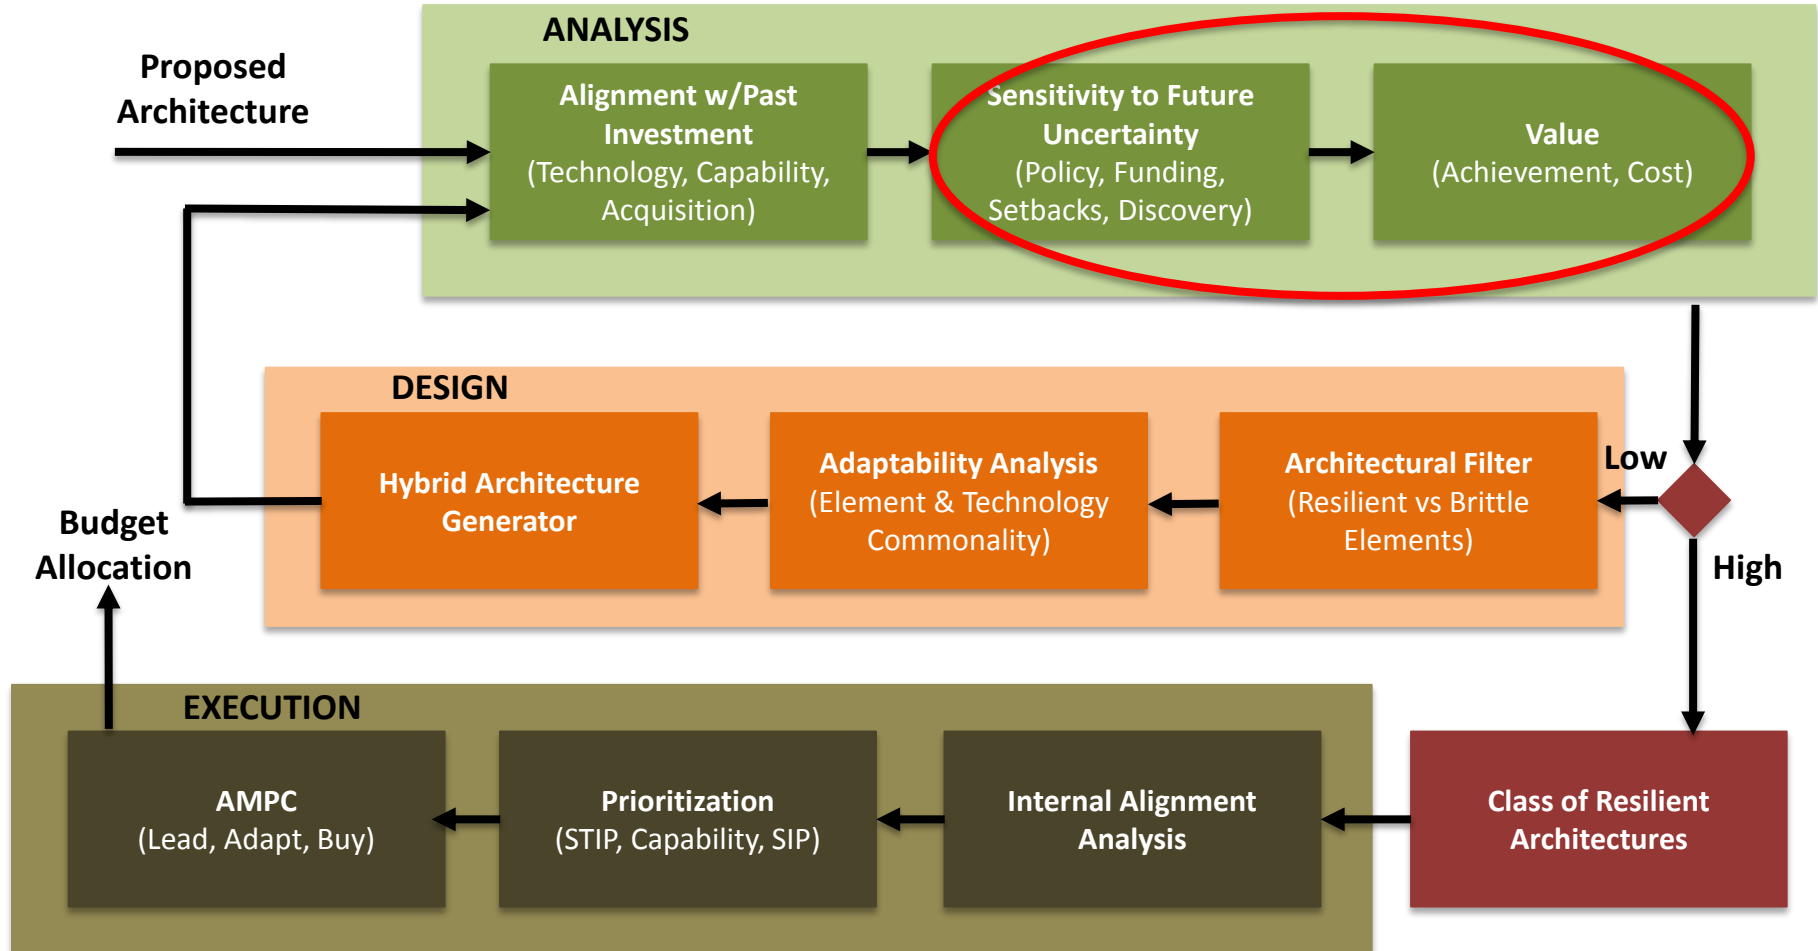 ANALYSIS
Proposed
Architecture
Alignment w/Past
Investment
(Technology, Capability,
Acquisition)
Sensitivity to Future
Uncertainty
(Policy, Funding,
Setbacks, Discovery)
Value
(Achievement, Cost)
DESIGN
Hybrid Architecture
Generator
Adaptability Analysis
(Element & Technology
Commonality)
Architectural Filter
(Resilient vs Brittle
Elements)
Low
High
Budget
Allocation
EXECUTION
AMPC
(Lead, Adapt, Buy)
Prioritization
(STIP, Capability, SIP)
Internal Alignment
Analysis
Class of Resilient
Architectures